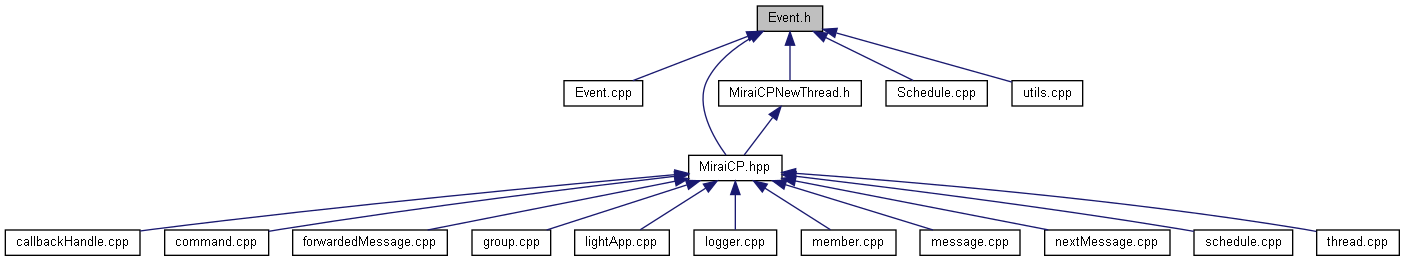 Event.h
Event.cpp
MiraiCPNewThread.h
Schedule.cpp
utils.cpp
MiraiCP.hpp
callbackHandle.cpp
command.cpp
forwardedMessage.cpp
group.cpp
lightApp.cpp
logger.cpp
member.cpp
message.cpp
nextMessage.cpp
schedule.cpp
thread.cpp